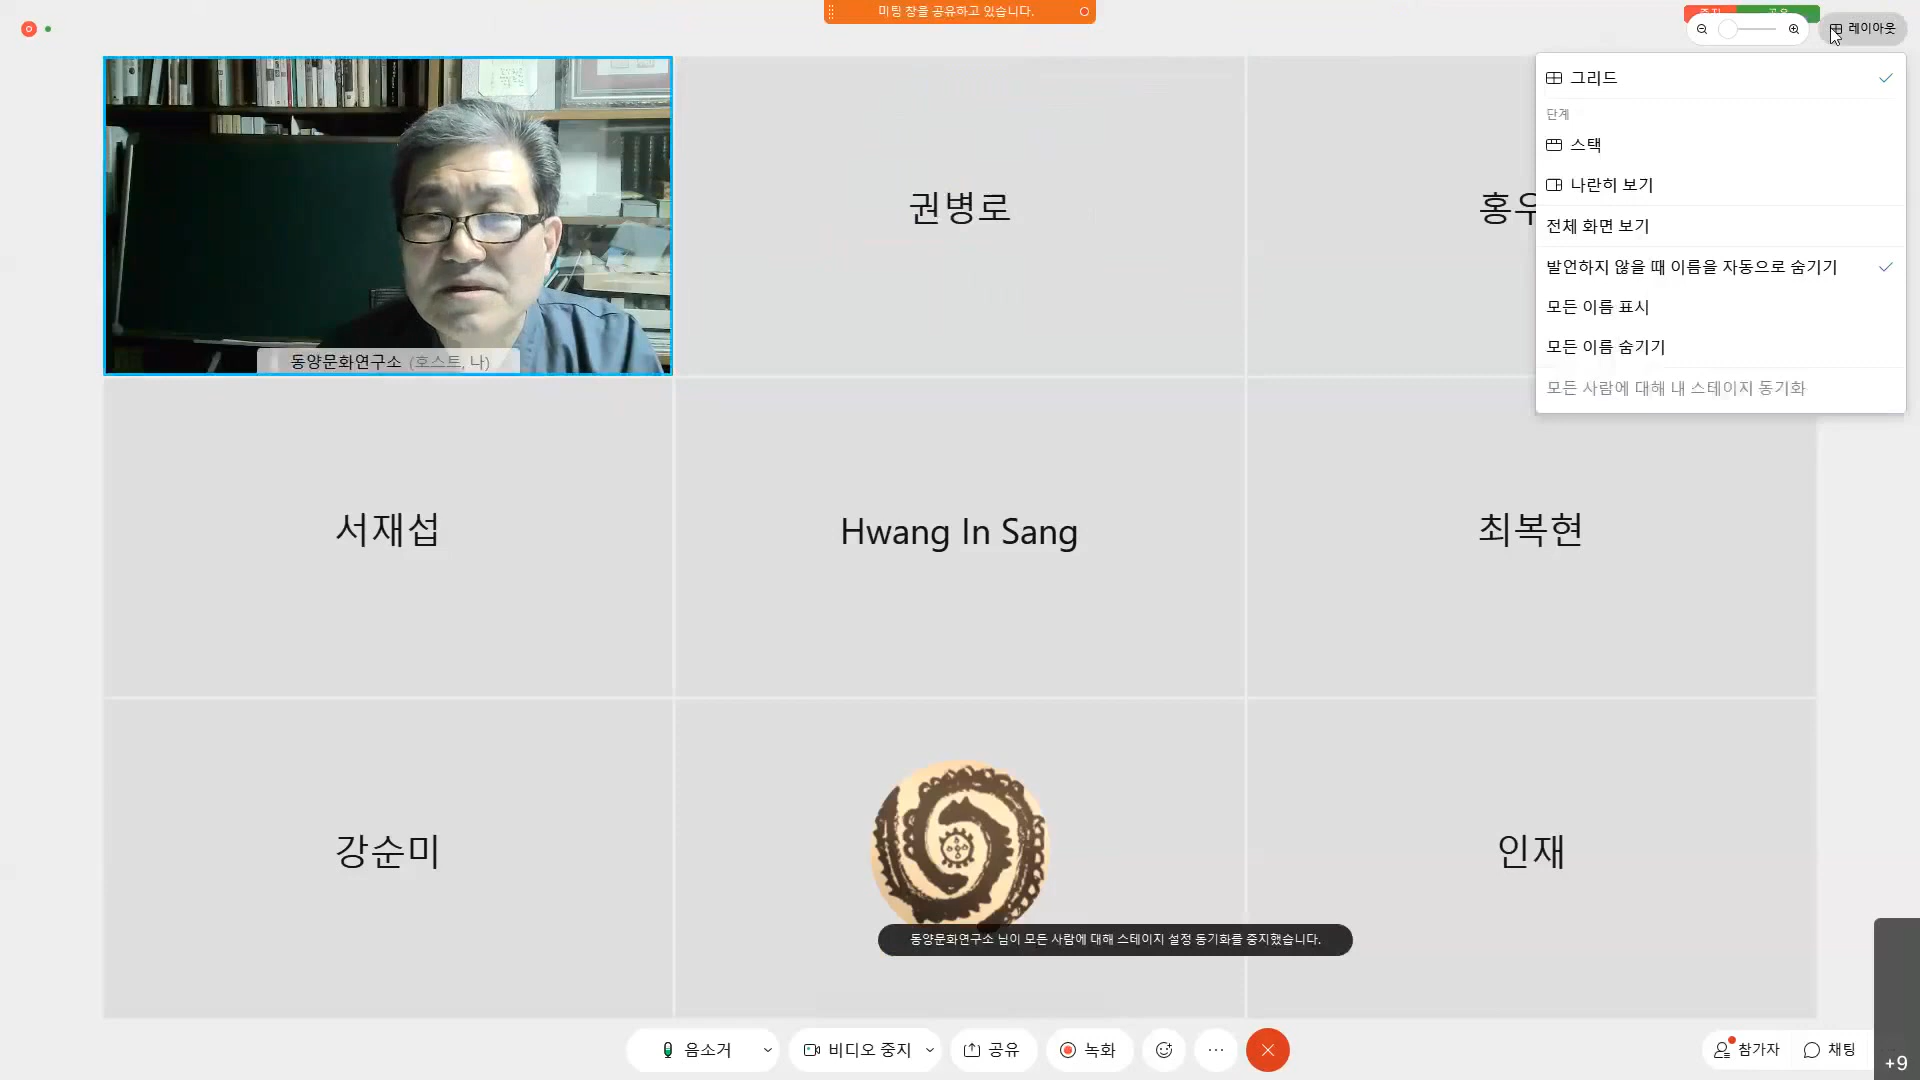 미팅 창을 공유하고 있습니다.
레이아웃
그리드
단계
스택
나란히 보기
전체 화면 보기
발언하지 않을 때 이름을 자동으로 숨기기
모든 이름 표시
모든 이름 숨기기
모든 사람에 대해 내 스테이지 동기화
동양문화연구소 (호스트, 나)
권병로
홍우
서재섭
Hwang In Sang
최복현
강순미
인재
동양문화연구소 님이 모든 사람에 대해 스테이지 설정 동기화를 중지했습니다.
음소거
비디오 중지
공유
녹화
참가자
채팅
+9